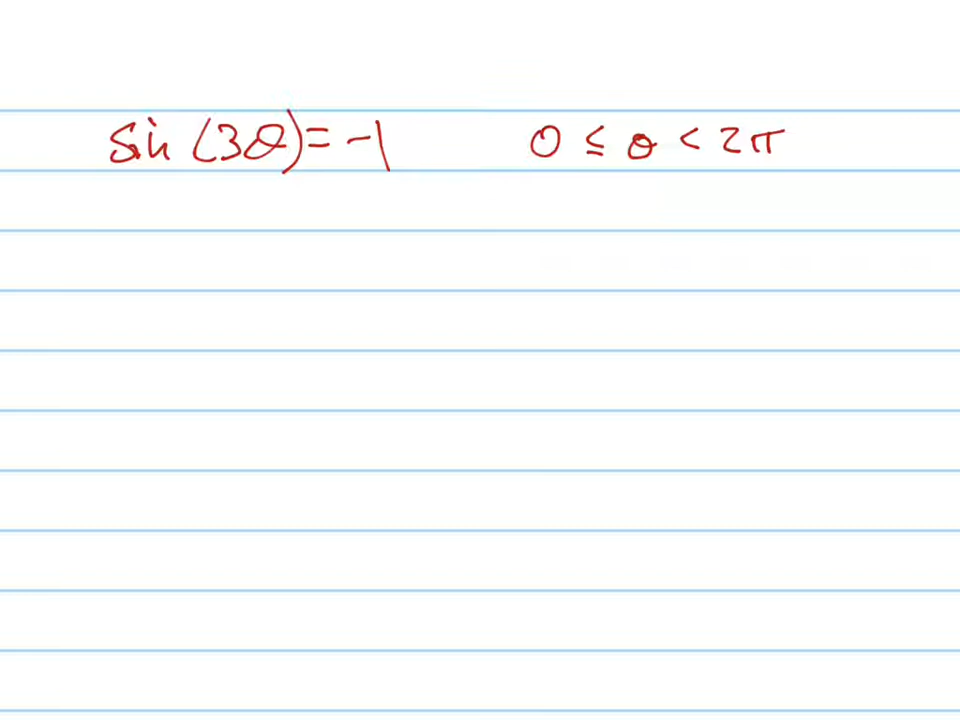 sin (3θ) = -1 0 ≤ θ < 2π